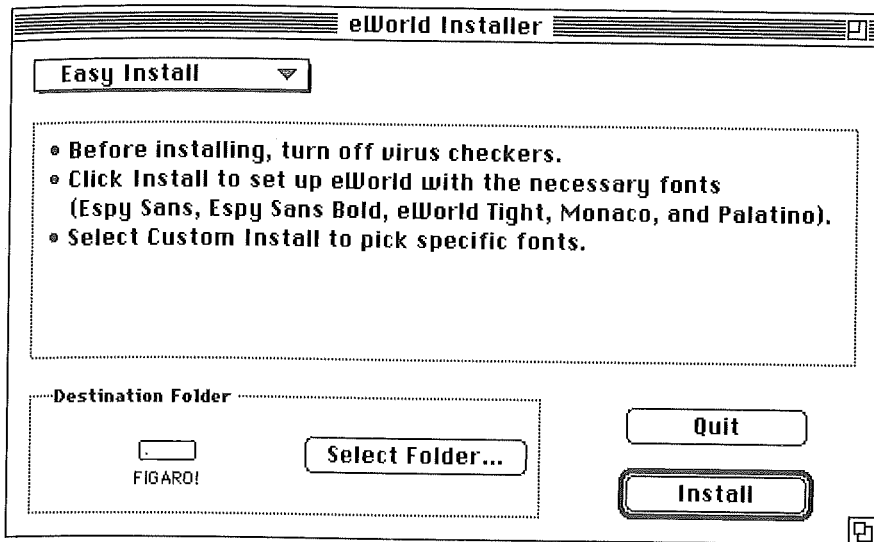 eWorld Installer
Easy Install
• Before installing, turn off virus checkers.
• Click Install to set up eWorld with the necessary fonts
(Espy Sans, Espy Sans Bold, eWorld Tight, Monaco, and Palatino).
• Select Custom Install to pick specific fonts.
Destination Folder
FIGARO!
Select Folder...
Quit
Install